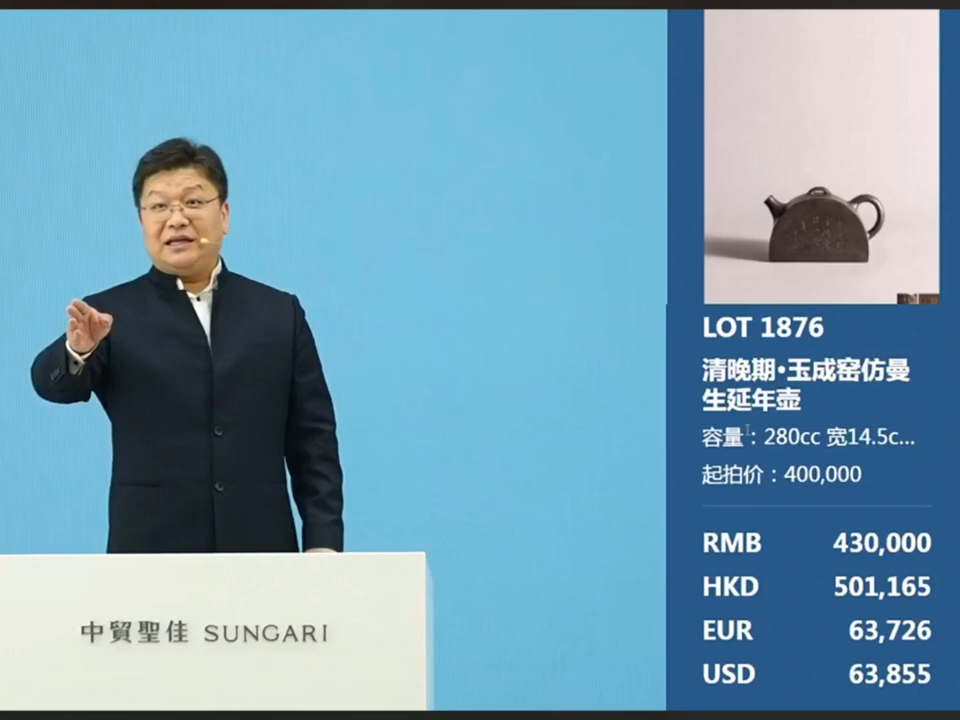 中貿聖佳 SUNGARI
LOT 1876
清晚期•玉成窑仿曼
生延年壶
容量：280cc 宽14.5c...
起拍价：400,000
RMB 430,000
HKD 501,165
EUR 63,726
USD 63,855